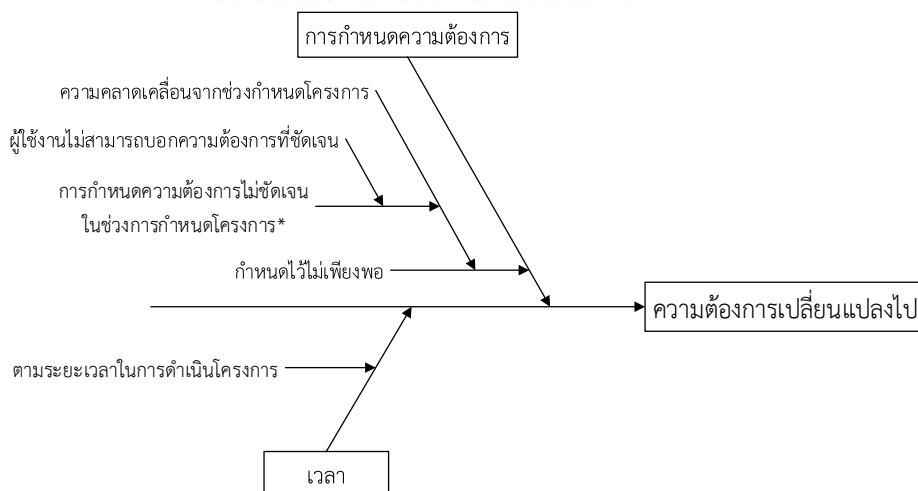 การกำหนดความต้องการ
ความคลาดเคลื่อนจากช่วงกำหนดโครงการ
ผู้ใช้งานไม่สามารถบอกความต้องการที่ชัดเจน
การกำหนดความต้องการไม่ชัดเจน
ในช่วงการกำหนดโครงการ*
กำหนดไว้ไม่เพียงพอ
ความต้องการเปลี่ยนแปลงไป
ตามระยะเวลาในการดำเนินโครงการ
เวลา